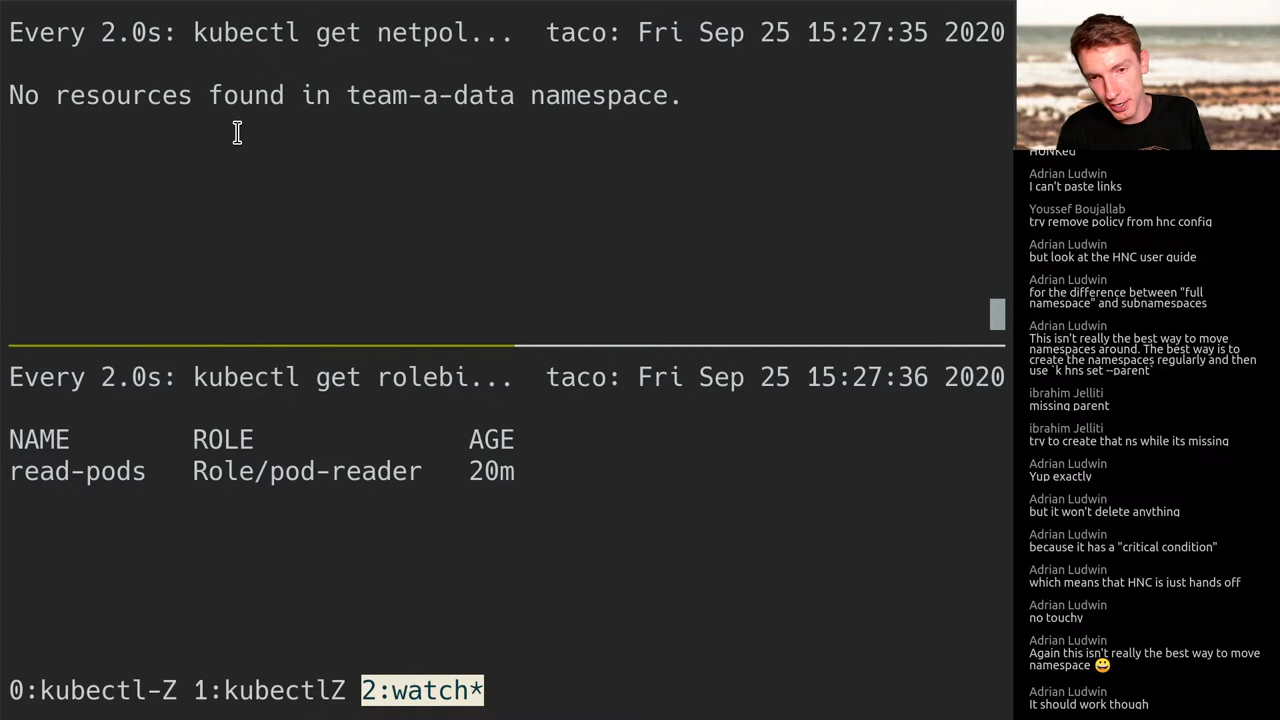 Every 2.0s: kubectl get netpol...  taco: Fri Sep 25 15:27:35 2020
No resources found in team-a-data namespace.
Every 2.0s: kubectl get rolebi...  taco: Fri Sep 25 15:27:36 2020
NAME        ROLE                AGE
read-pods   Role/pod-reader   20m
0:kubectl-Z 1:kubectlZ 2:watch*
HONKed
Adrian Ludwin
I can't paste links
Youssef Boujallab
try remove policy from hnc config
Adrian Ludwin
but look at the HNC user guide
Adrian Ludwin
for the difference between "full
namespace" and subnamespaces
Adrian Ludwin
This isn't really the best way to move
namespaces around. The best way is to
create the namespaces regularly and then
use `k hns set --parent`
ibrahim Jelliti
missing parent
ibrahim Jelliti
try to create that ns while its missing
Adrian Ludwin
Yup exactly
Adrian Ludwin
but it won't delete anything
Adrian Ludwin
because it has a "critical condition"
Adrian Ludwin
which means that HNC is just hands off
Adrian Ludwin
no touchy
Adrian Ludwin
Again this isn't really the best way to move
namespace 😀
Adrian Ludwin
It should work though